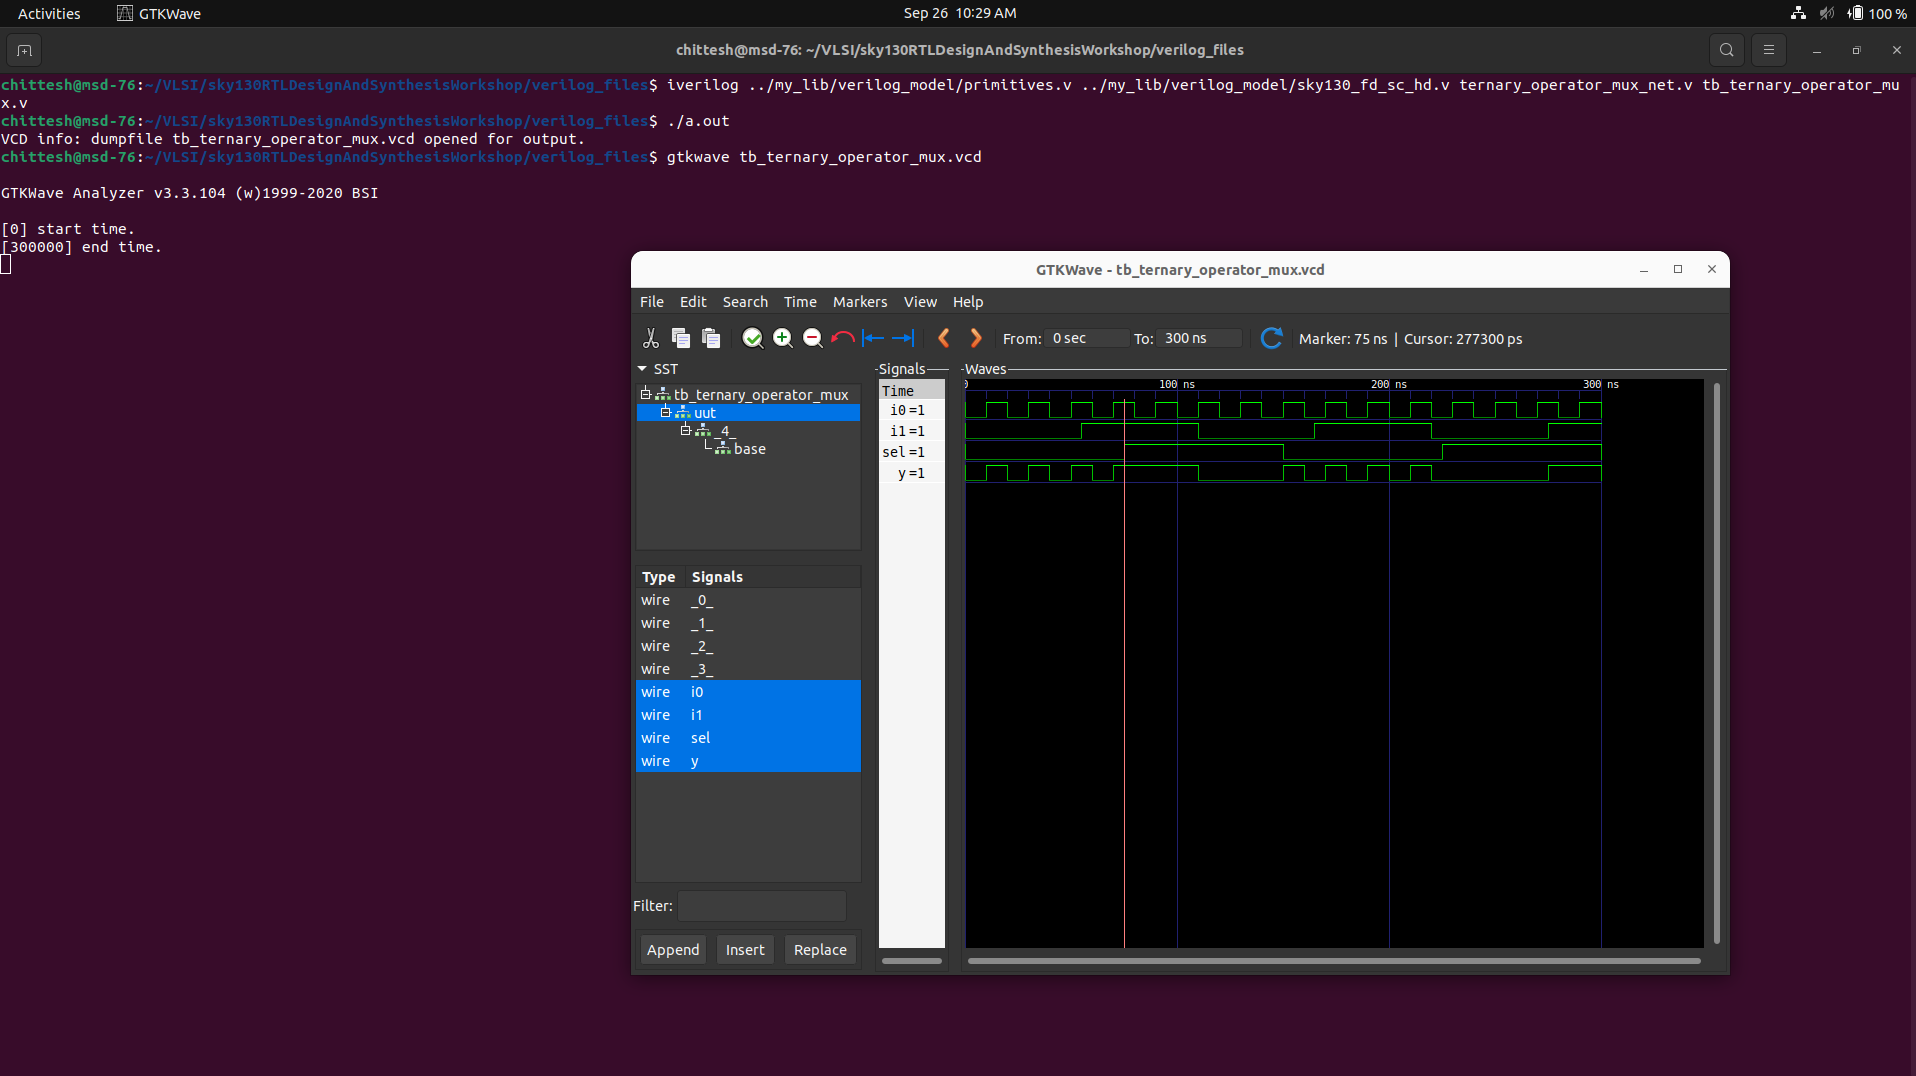 Activities GTKWave Sep 26 10:29 AM 100 %
chittesh@msd-76: ~/VLSI/sky130RTLDesignAndSynthesisWorkshop/verilog_files
chittesh@msd-76:~/VLSI/sky130RTLDesignAndSynthesisWorkshop/verilog_files$ iverilog ../my_lib/verilog_model/primitives.v ../my_lib/verilog_model/sky130_fd_sc_hd.v ternary_operator_mux_net.v tb_ternary_operator_mu
x.v
chittesh@msd-76:~/VLSI/sky130RTLDesignAndSynthesisWorkshop/verilog_files$ ./a.out
VCD info: dumpfile tb_ternary_operator_mux.vcd opened for output.
chittesh@msd-76:~/VLSI/sky130RTLDesignAndSynthesisWorkshop/verilog_files$ gtkwave tb_ternary_operator_mux.vcd
GTKWave Analyzer v3.3.104 (w)1999-2020 BSI
[0] start time.
[300000] end time.
GTKWave - tb_ternary_operator_mux.vcd
File Edit Search Time Markers View Help
From: 0 sec To: 300 ns Marker: 75 ns | Cursor: 277300 ps
SST
tb_ternary_operator_mux
uut
_4_
base
Type Signals
wire _0_
wire _1_
wire _2_
wire _3_
wire i0
wire i1
wire sel
wire y
Filter:
Append Insert Replace
Signals
Time
i0 =1
i1 =1
sel =1
y =1
Waves
0 100 ns 200 ns 300 ns